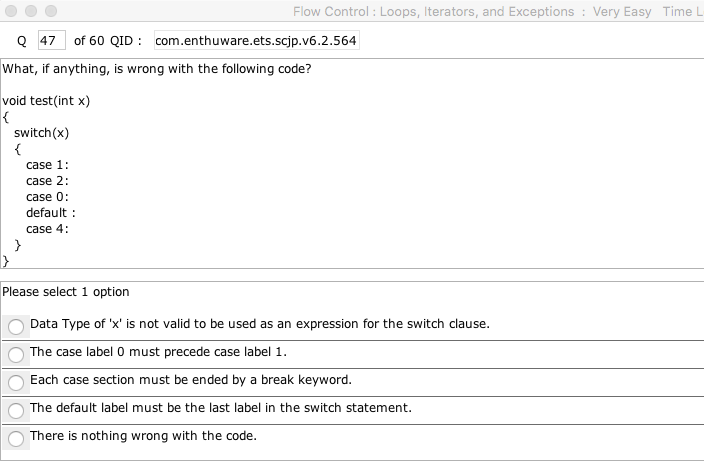 Flow Control : Loops, Iterators, and Exceptions : Very Easy Time L
Q 47 of 60 QID : com.enthuware.ets.scjp.v6.2.564
What, if anything, is wrong with the following code?
void test(int x)
{
switch(x)
{
case 1:
case 2:
case 0:
default :
case 4:
}
}
Please select 1 option
Data Type of 'x' is not valid to be used as an expression for the switch clause.
The case label 0 must precede case label 1.
Each case section must be ended by a break keyword.
The default label must be the last label in the switch statement.
There is nothing wrong with the code.